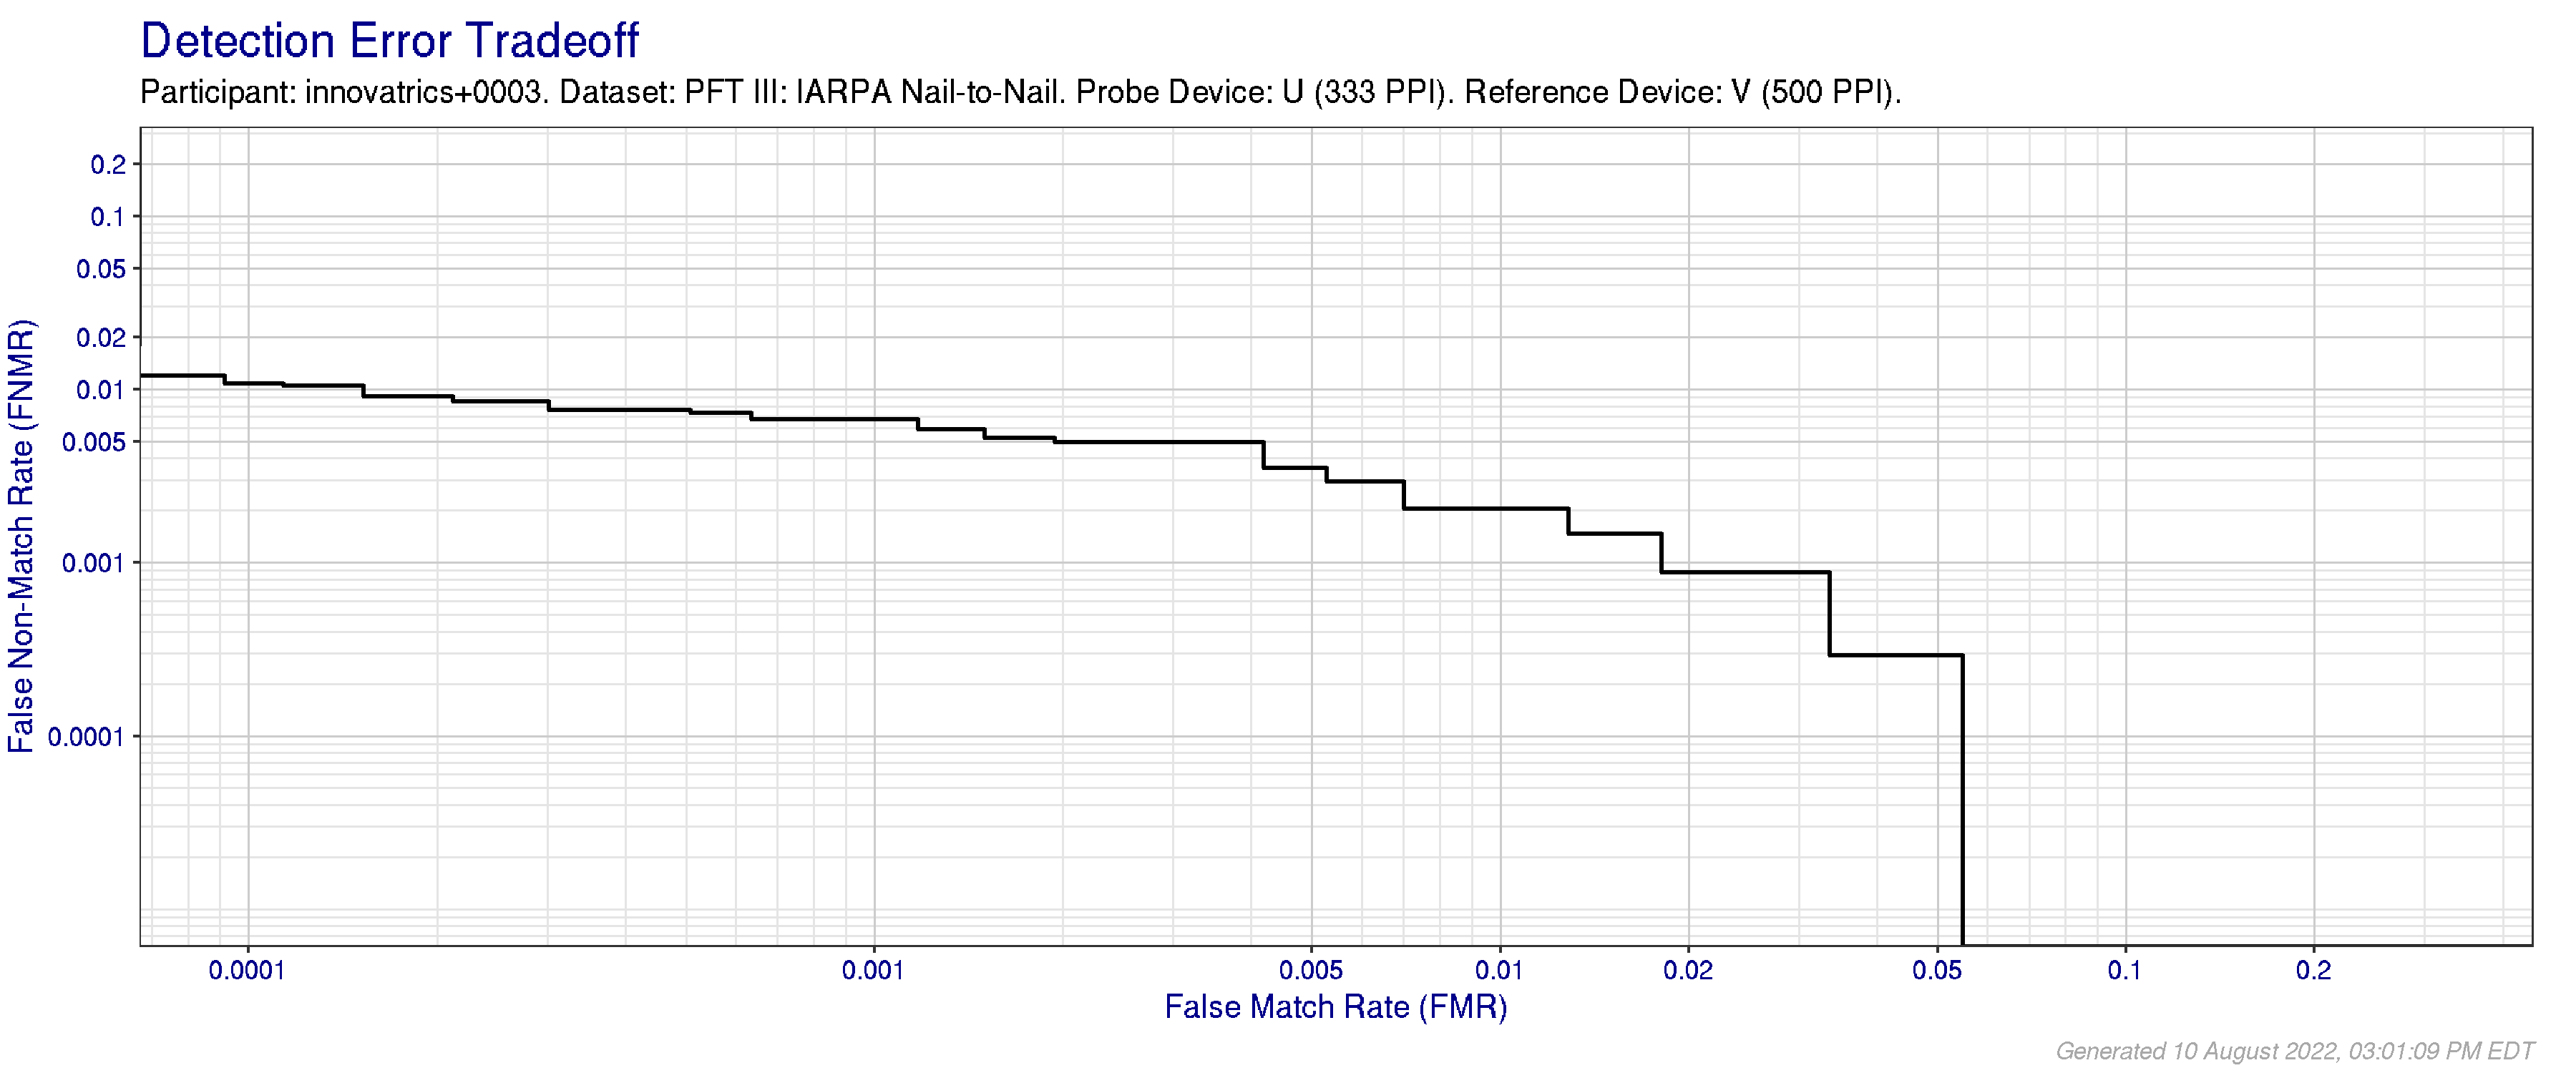 Detection Error Tradeoff
Participant: innovatrics+0003. Dataset: PFT III: IARPA Nail-to-Nail. Probe Device: U (333 PPI). Reference Device: V (500 PPI).
False Non-Match Rate (FNMR)
0.2
0.1
0.05
0.02
0.01
0.005
0.001
0.0001
0.0001 0.001 0.005 0.01 0.02 0.05 0.1 0.2
False Match Rate (FMR)
Generated 10 August 2022, 03:01:09 PM EDT